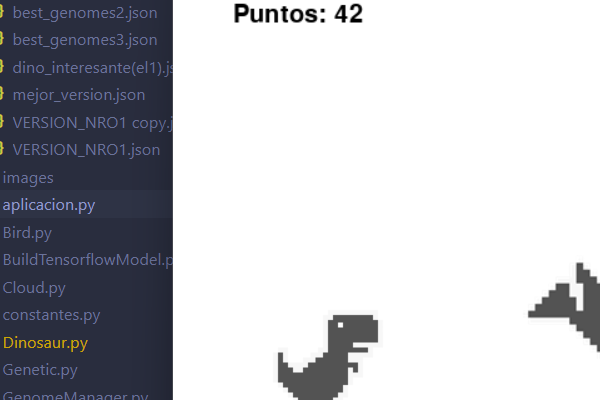 best_genomes2.json
best_genomes3.json
dino_interesante(el1).js
mejor_version.json
VERSION_NRO1 copy.j
VERSION_NRO1.json
images
aplicacion.py
Bird.py
BuildTensorflowModel.p
Cloud.py
constantes.py
Dinosaur.py
Genetic.py
GenomeManager.py
Puntos: 42